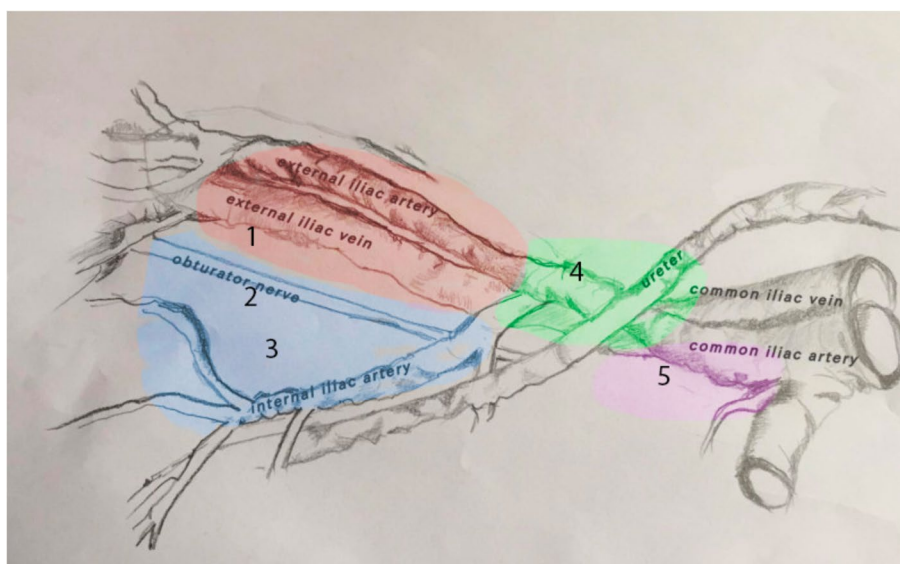 external iliac artery
external iliac vein
1
obturator nerve
2
3
internal iliac artery
4
ureter
common iliac vein
common iliac artery
5